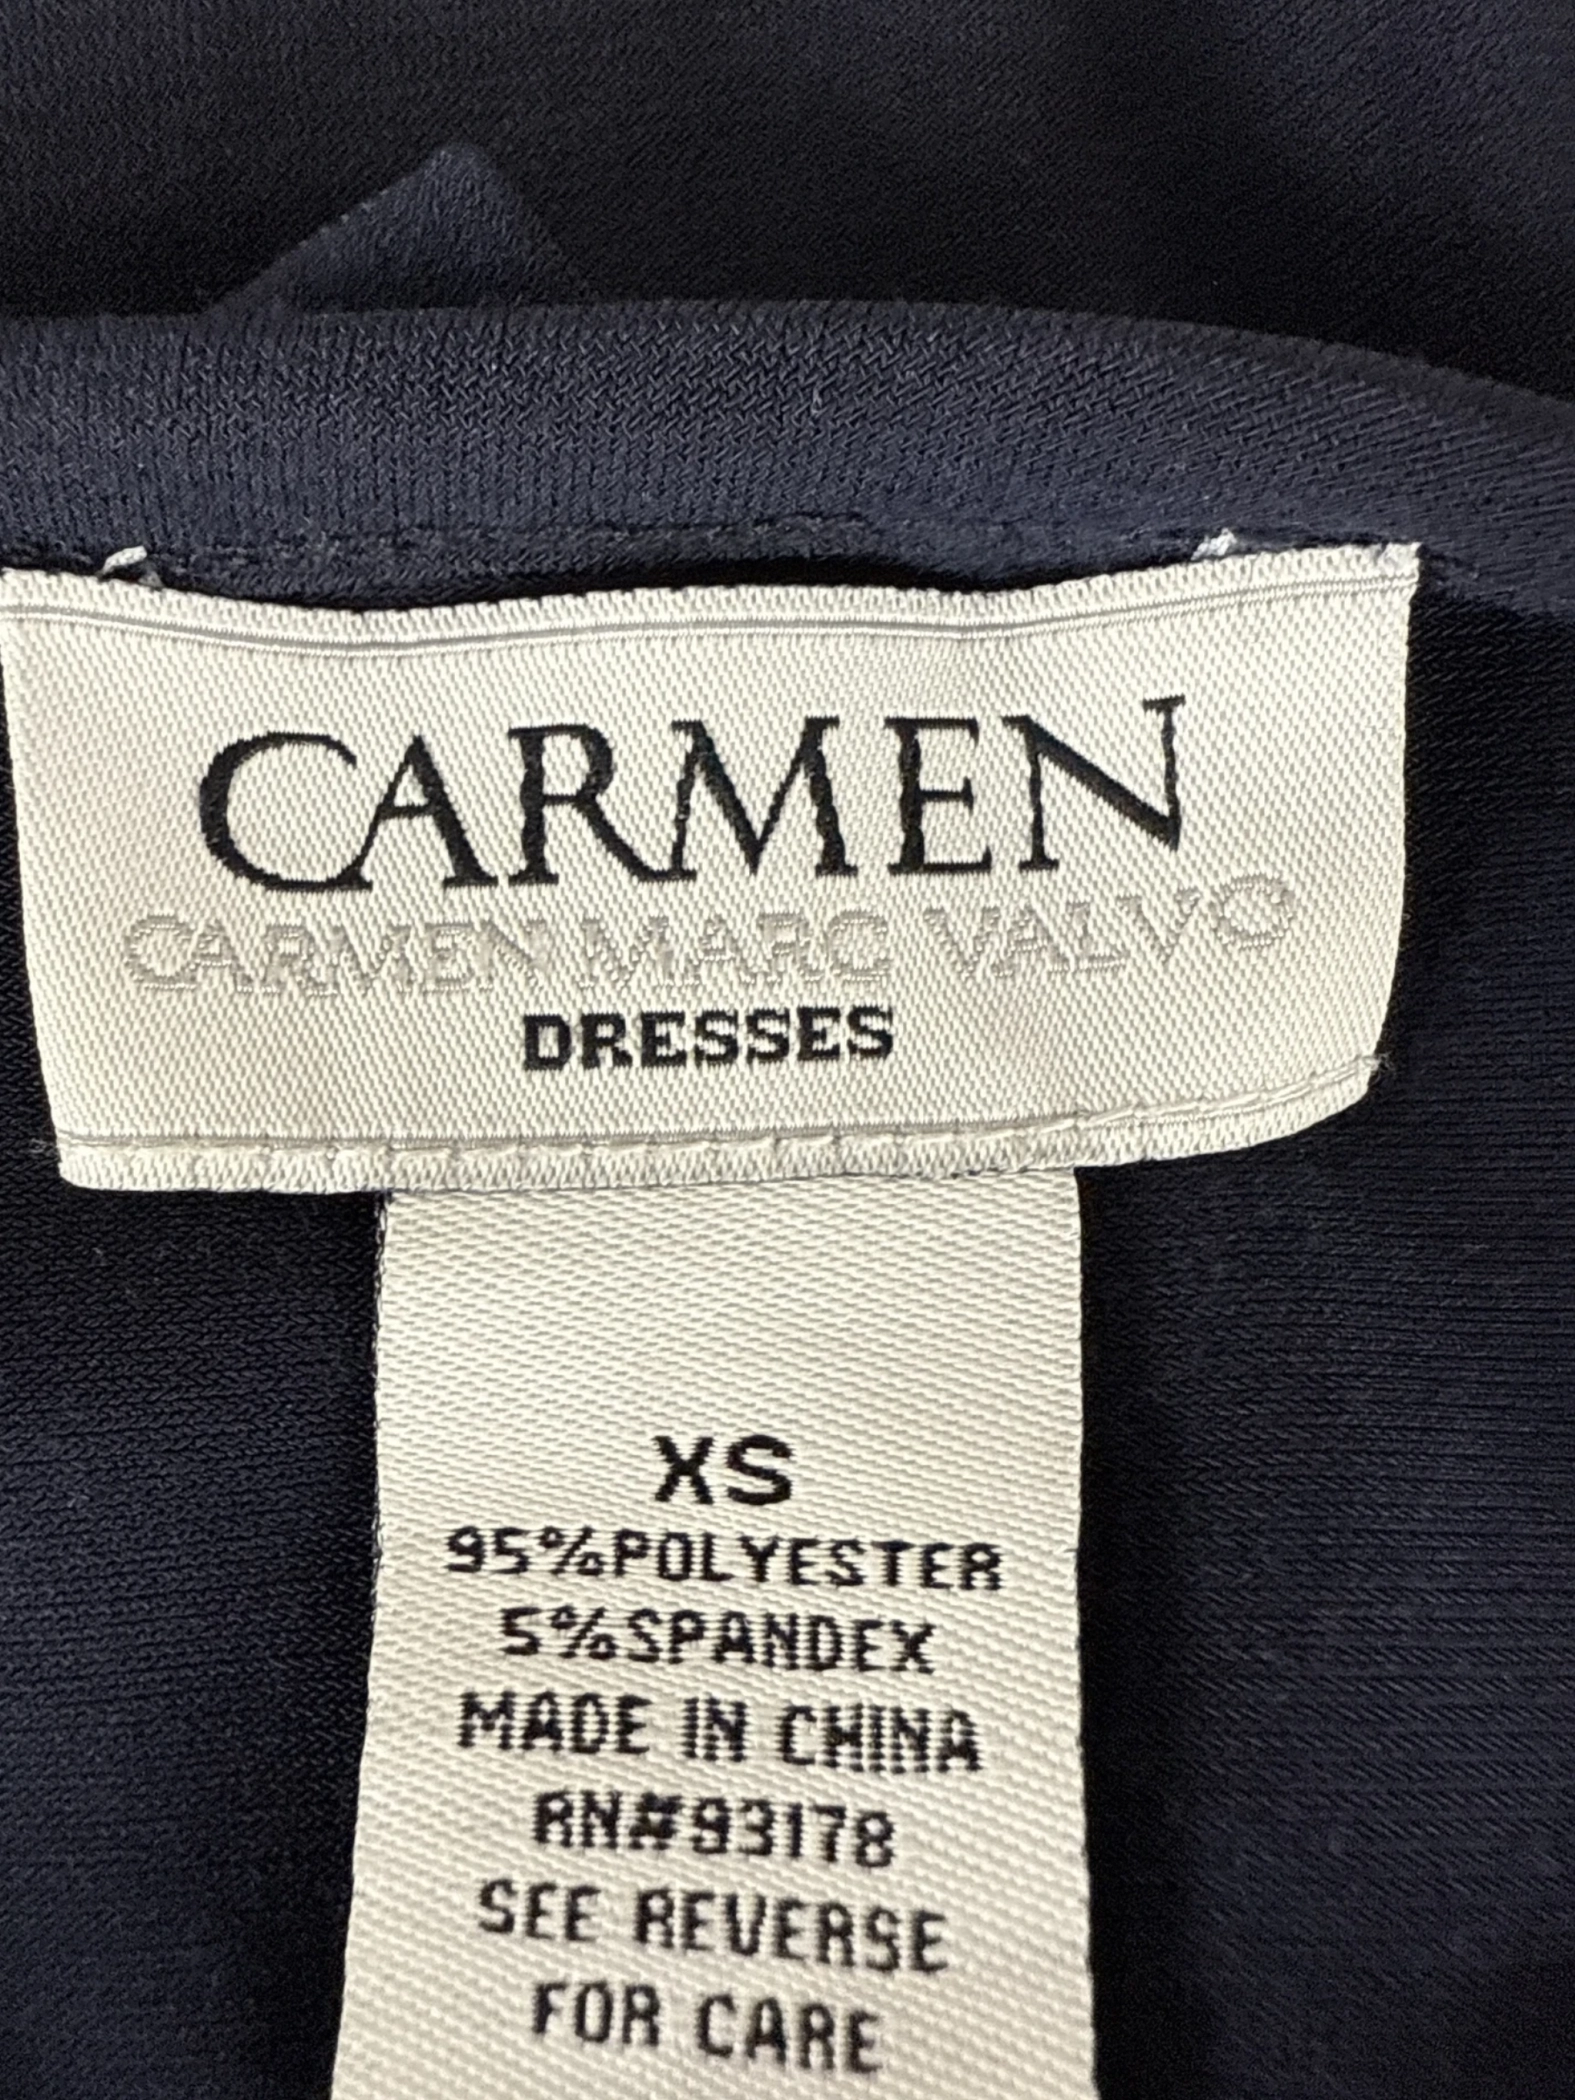 CARMEN
CARMEN MARC VALVO
DRESSES
XS
95%POLYESTER
5%SPANDEX
MADE IN CHINA
RN#93178
SEE REVERSE
FOR CARE